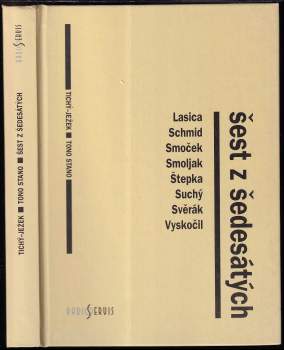 RADIOSERVIS
TICHÝ-JEŽEK ■ TONO STANO ■ ŠEST Z ŠEDESÁTÝCH
TICHÝ-JEŽEK ■ TONO STANO
Lasica
Schmid
Smoček
Smoljak
Štepka
Suchý
Svěrák
Vyskočil
šest z šedesátých
RADIOSERVIS